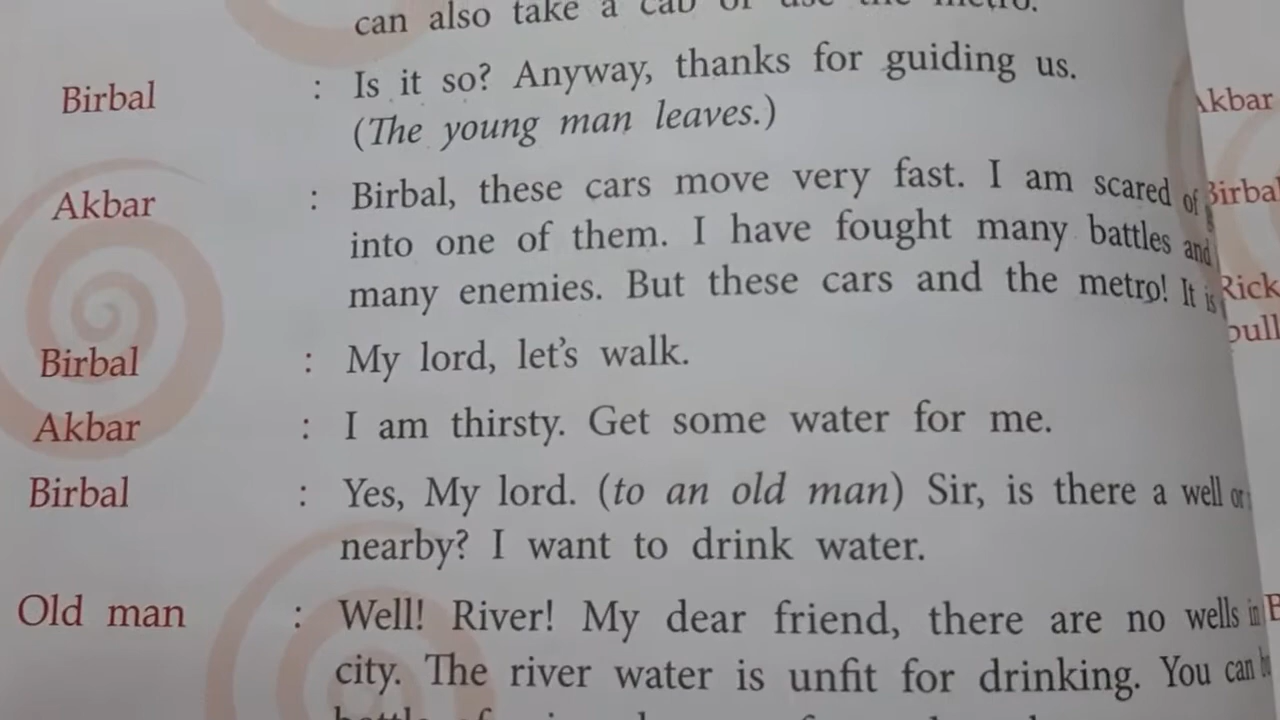 can also take a cab or use the metro.
Birbal : Is it so? Anyway, thanks for guiding us.
(The young man leaves.)
Akbar : Birbal, these cars move very fast. I am scared of
into one of them. I have fought many battles and
many enemies. But these cars and the metro! It is
Birbal : My lord, let's walk.
Akbar : I am thirsty. Get some water for me.
Birbal : Yes, My lord. (to an old man) Sir, is there a well or
nearby? I want to drink water.
Old man : Well! River! My dear friend, there are no wells in
city. The river water is unfit for drinking. You can
Akbar
Birbal
Rick
pull